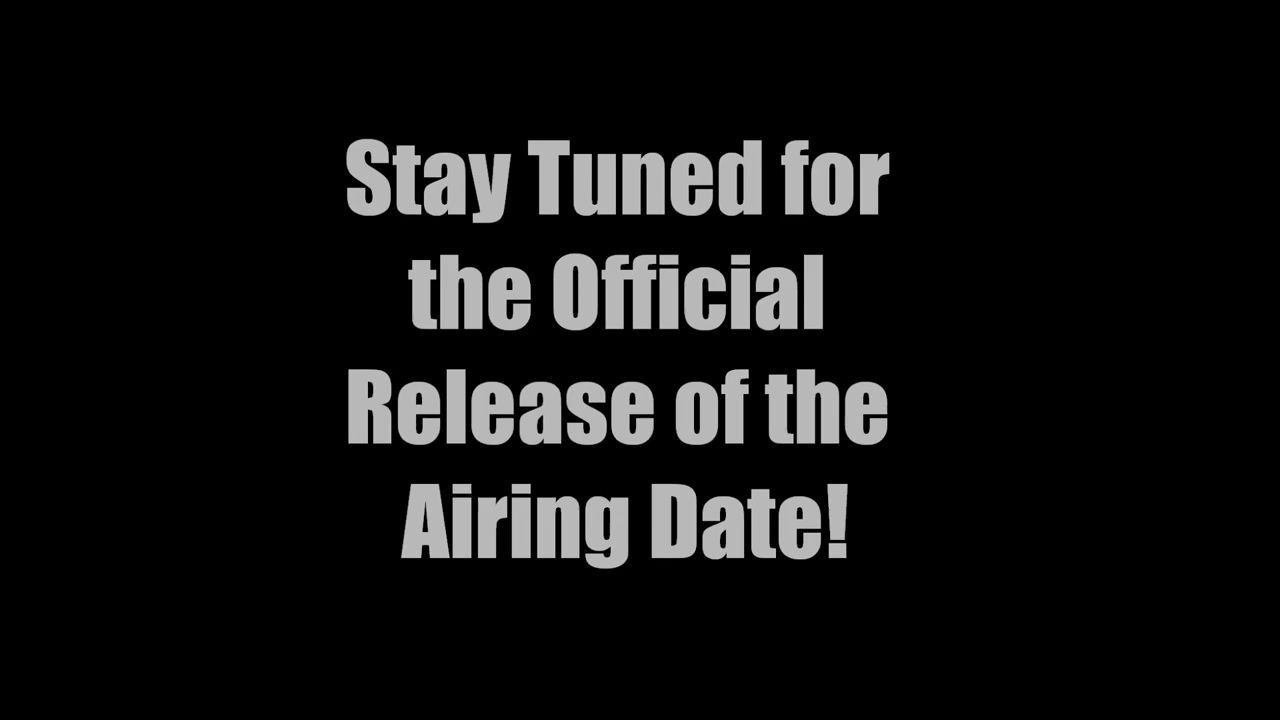 Stay Tuned for
the Official
Release of the
Airing Date!